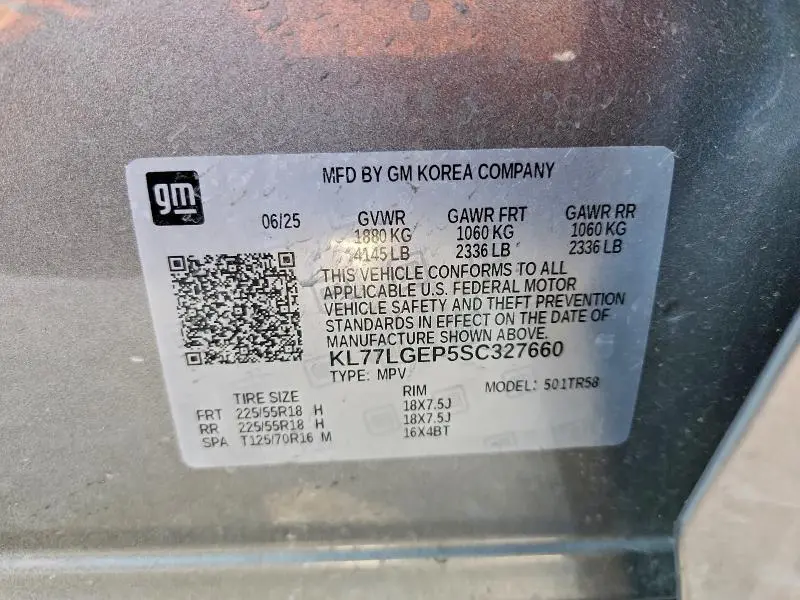 gm
MFD BY GM KOREA COMPANY
06/25 GVWR GAWR FRT GAWR RR
1880 KG 1060 KG 1060 KG
4145 LB 2336 LB 2336 LB
THIS VEHICLE CONFORMS TO ALL
APPLICABLE U.S. FEDERAL MOTOR
VEHICLE SAFETY AND THEFT PREVENTION
STANDARDS IN EFFECT ON THE DATE OF
MANUFACTURE SHOWN ABOVE.
KL77LGEP5SC327660
TYPE: MPV MODEL: 501TR58
TIRE SIZE RIM
FRT 225/55R18 H 18X7.5J
RR 225/55R18 H 18X7.5J
SPA T125/70R16 M 16X4BT